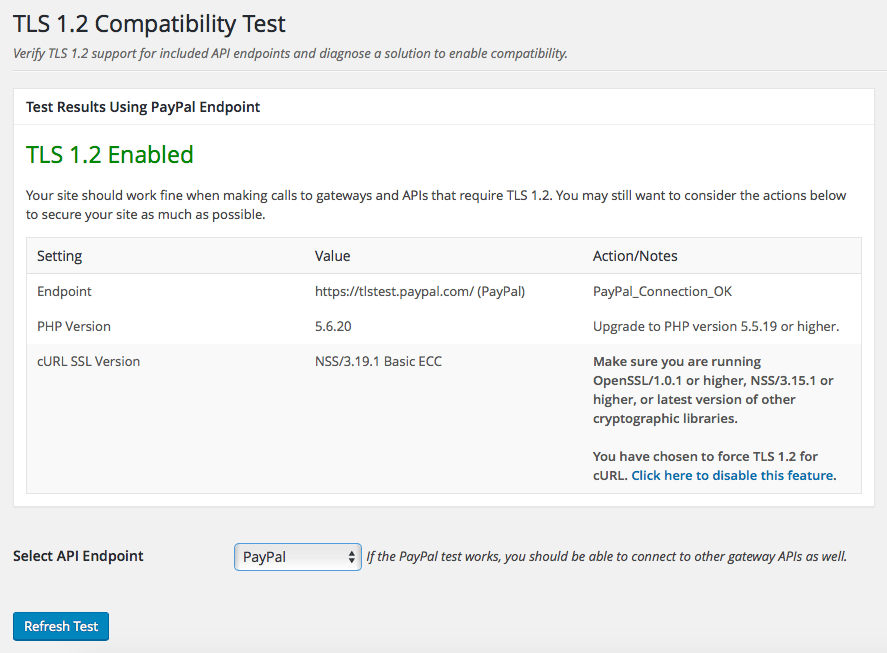 TLS 1.2 Compatibility Test
Verify TLS 1.2 support for included API endpoints and diagnose a solution to enable compatibility.
Test Results Using PayPal Endpoint
TLS 1.2 Enabled
Your site should work fine when making calls to gateways and APIs that require TLS 1.2. You may still want to consider the actions below
to secure your site as much as possible.
Setting Value Action/Notes
Endpoint https://tlstest.paypal.com/ (PayPal) PayPal_Connection_OK
PHP Version 5.6.20 Upgrade to PHP version 5.5.19 or higher.
cURL SSL Version NSS/3.19.1 Basic ECC Make sure you are running
OpenSSL/1.0.1 or higher, NSS/3.15.1 or
higher, or latest version of other
cryptographic libraries.
You have chosen to force TLS 1.2 for
cURL. Click here to disable this feature.
Select API Endpoint PayPal If the PayPal test works, you should be able to connect to other gateway APIs as well.
Refresh Test